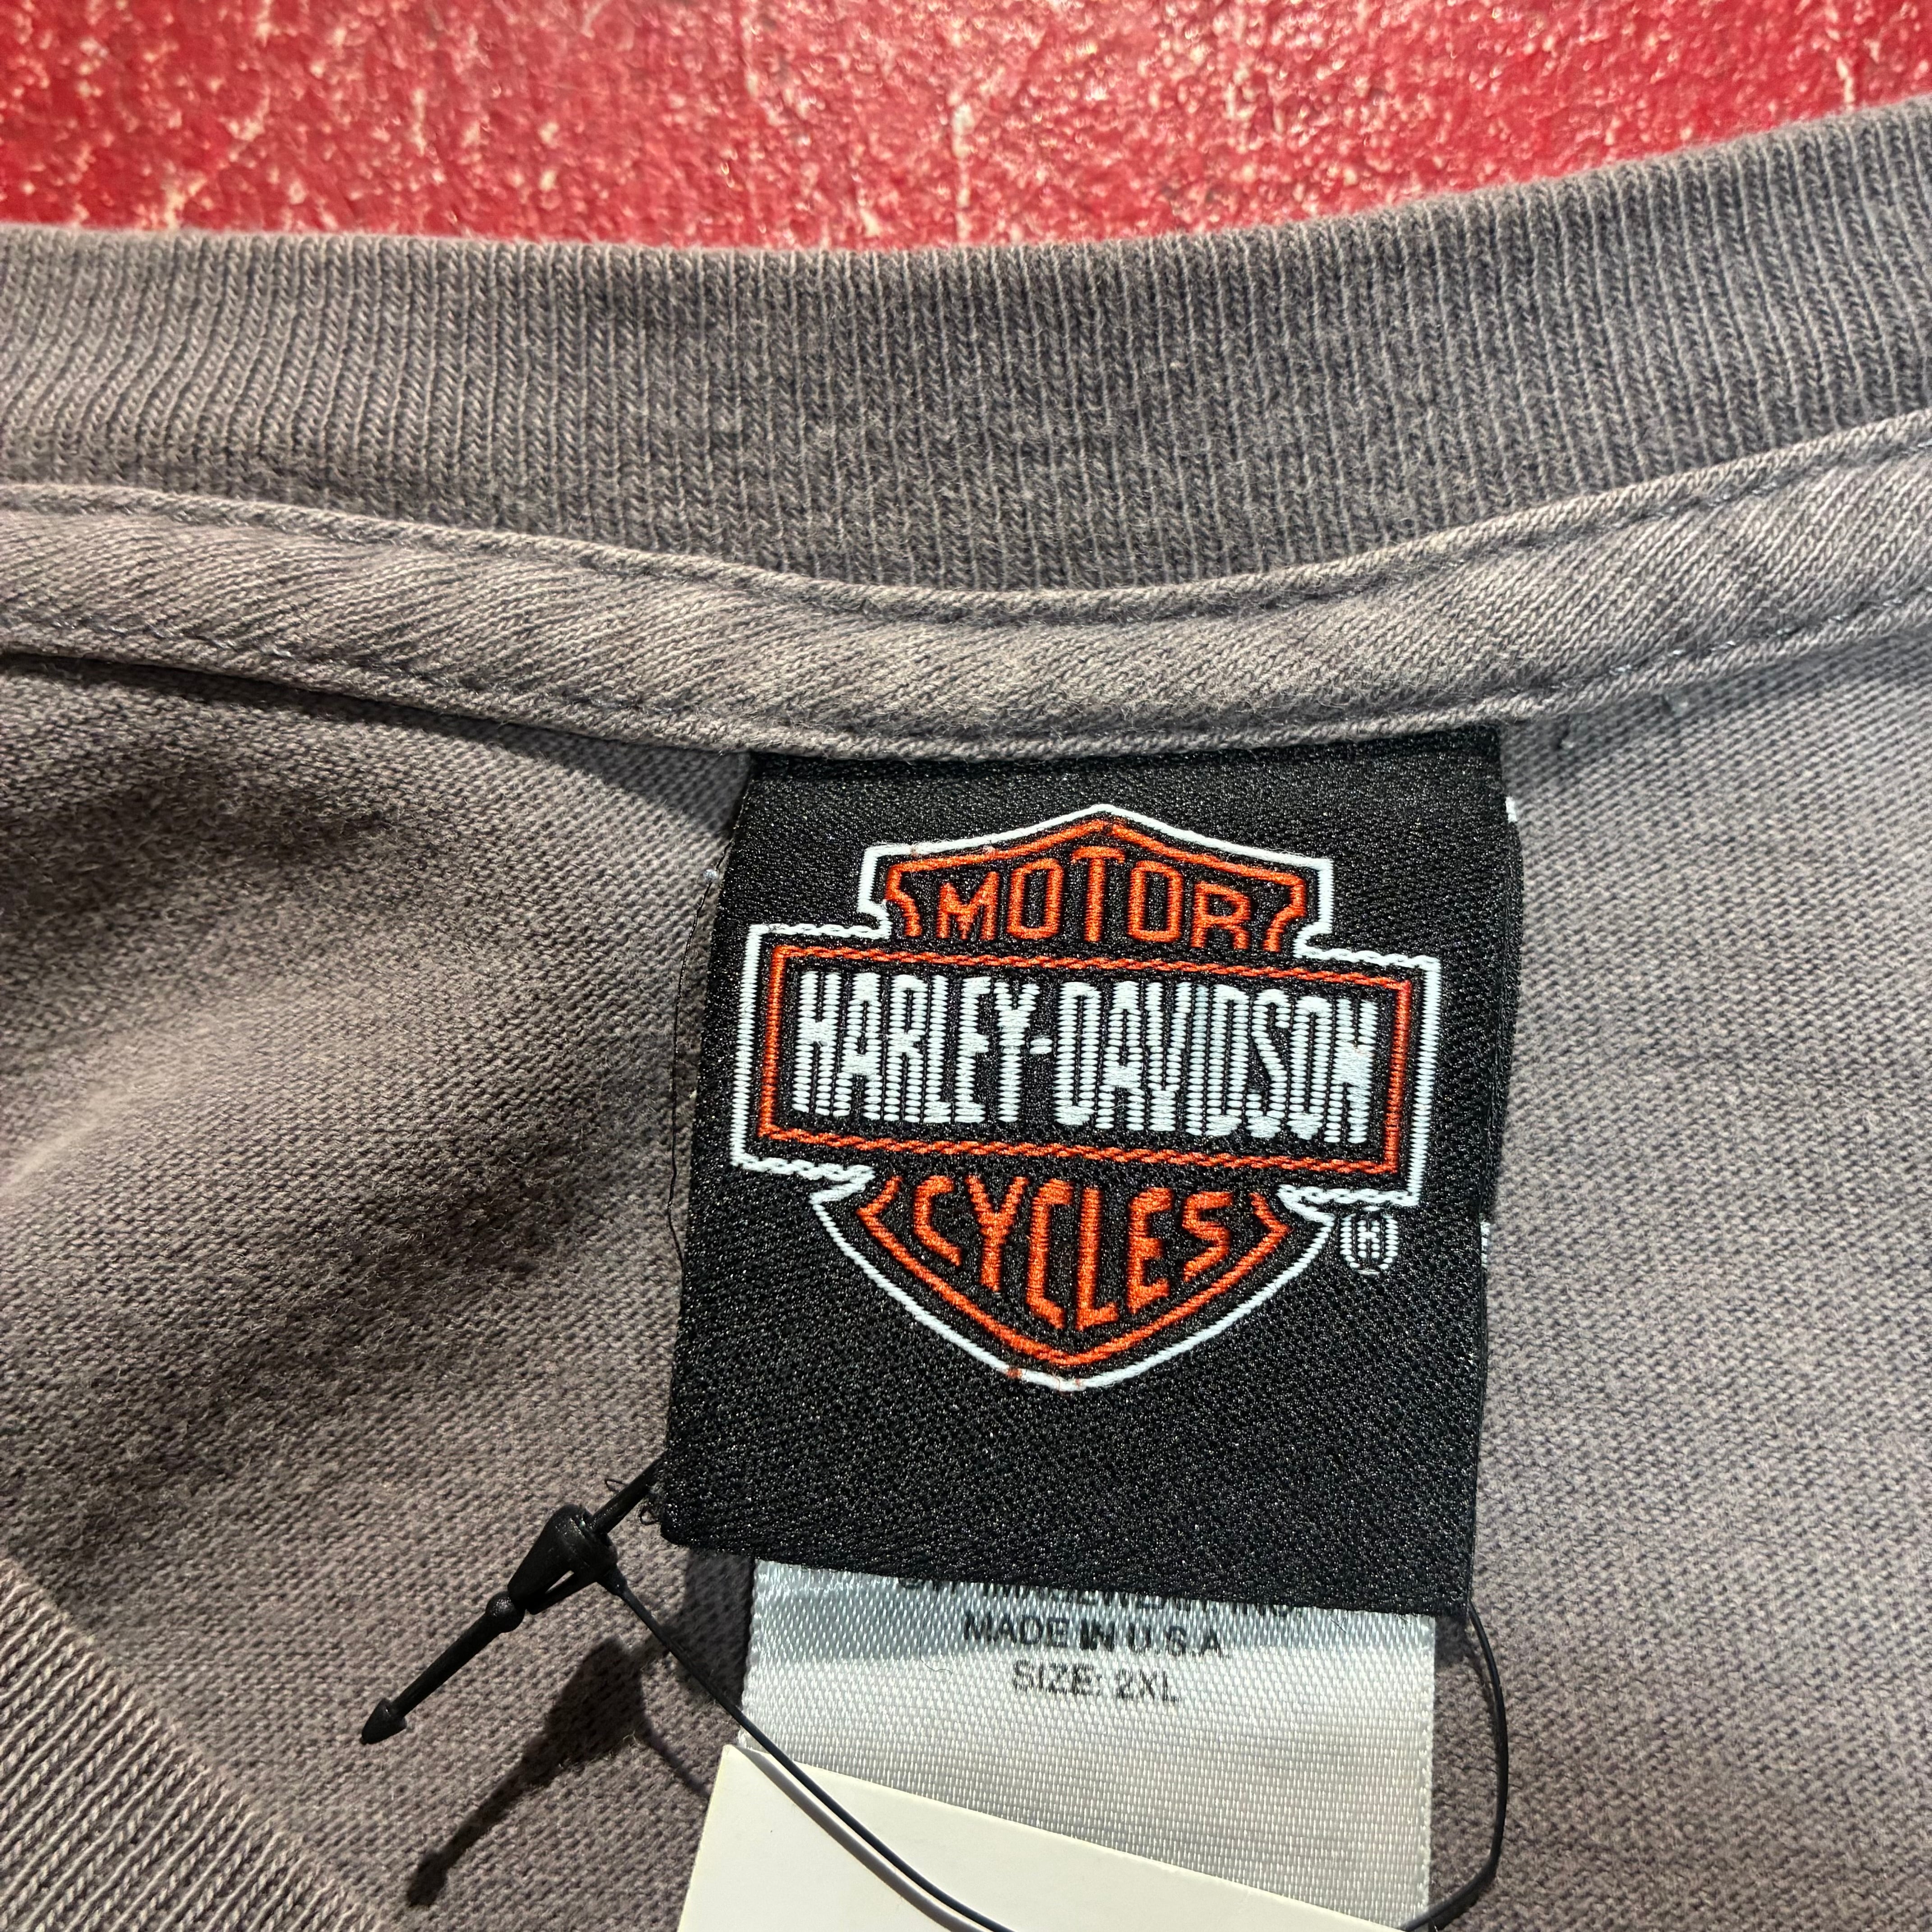 MOTOR
HARLEY-DAVIDSON
CYCLES
®
MADE IN U.S.A.
SIZE: 2XL